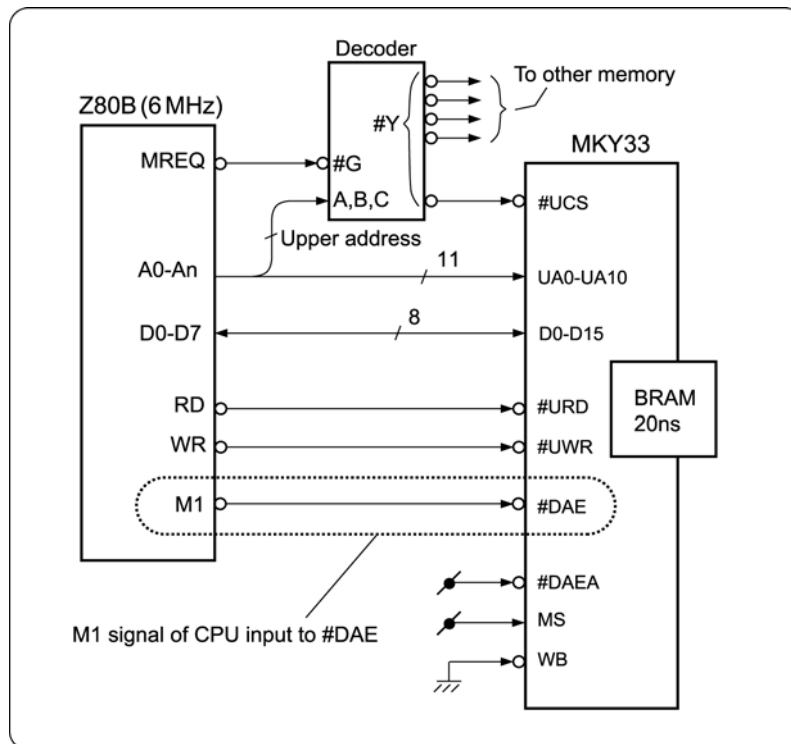 Decoder
To other memory
Z80B (6 MHz)
#Y
MKY33
MREQ
#G
A,B,C
#UCS
Upper address
A0-An
11
UA0-UA10
D0-D7
8
D0-D15
RD
#URD
BRAM
20ns
WR
#UWR
M1
#DAE
#DAEA
M1 signal of CPU input to #DAE
MS
WB